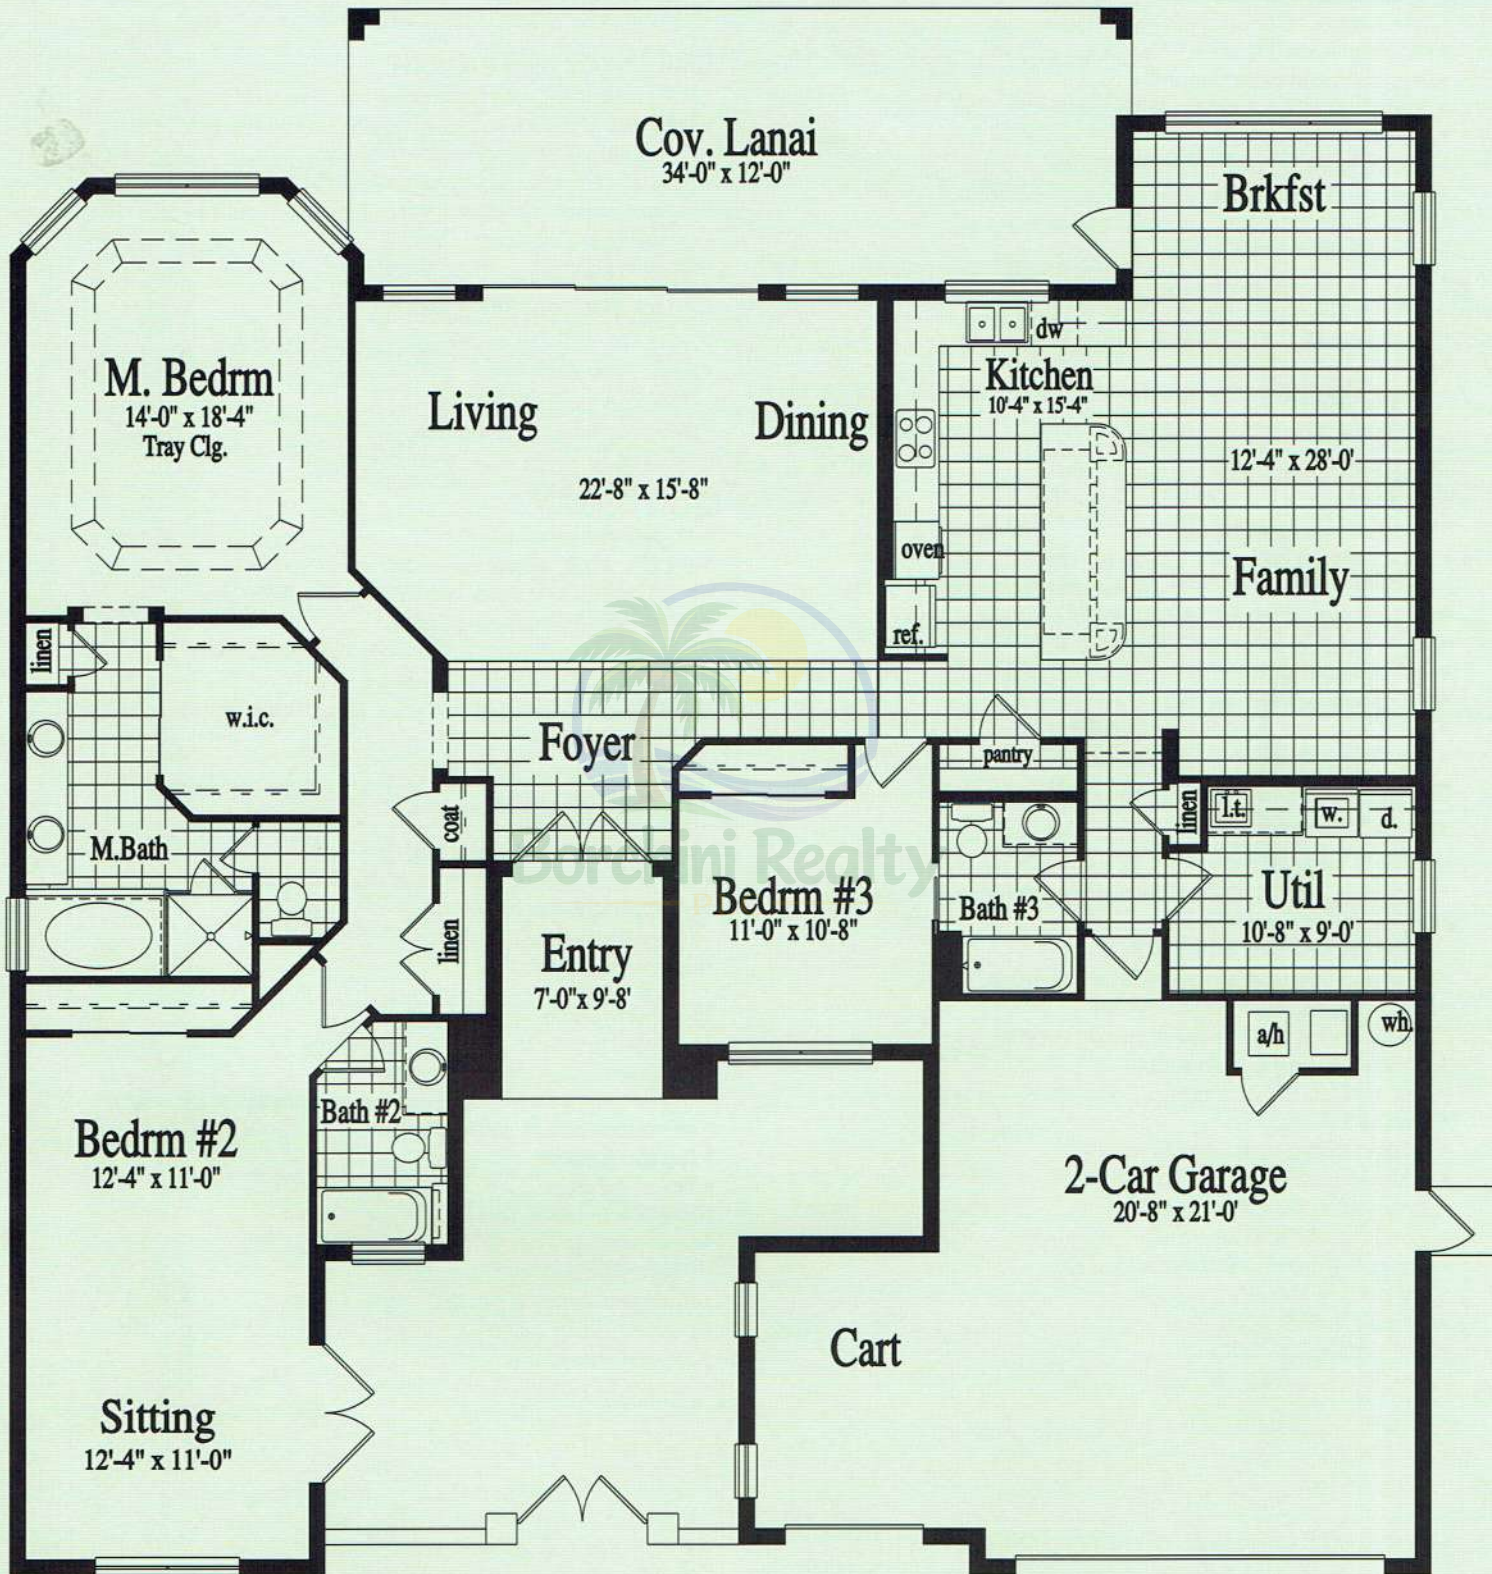 Cov. Lanai
34'-0" x 12'-0"
Brkfst
M. Bedrm
14'-0" x 18'-4"
Tray Clg.
Living
Dining
22'-8" x 15'-8"
dw
Kitchen
10'-4" x 15'-4"
12'-4" x 28'-0'
oven
ref.
Family
linen
w.i.c.
Foyer
pantry
coat
linen
l.t.
w.
d.
M.Bath
Borchini Realty
Bedrm #3
11'-0" x 10'-8"
Bath #3
Util
10'-8" x 9'-0'
linen
Entry
7'-0"x 9'-8'
a/h
wh.
Bath #2
Bedrm #2
12'-4" x 11'-0"
2-Car Garage
20'-8" x 21'-0'
Cart
Sitting
12'-4" x 11'-0"